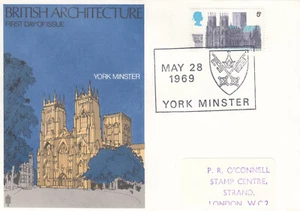 BRITISH ARCHITECTURE
FIRST DAY OF ISSUE
YORK MINSTER
MAY 28
1969
YORK MINSTER
P. R. O'CONNELL
STAMP CENTRE,
STRAND,
LONDON, W C 2